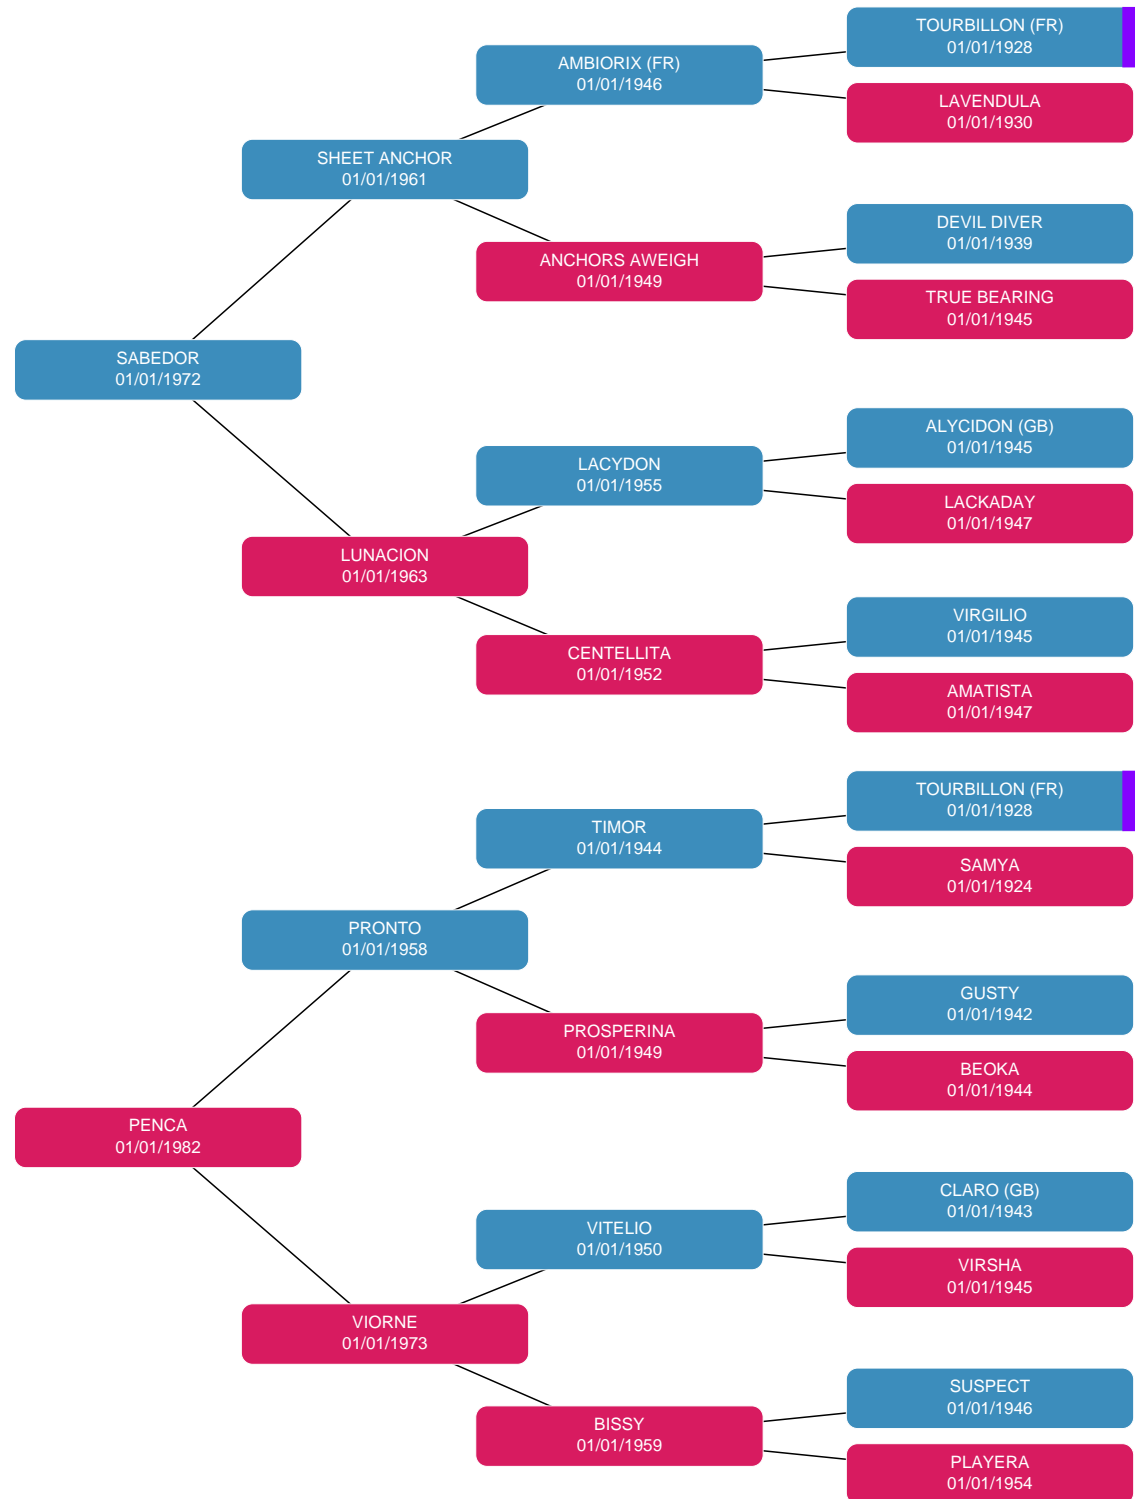 TOURBILLON (FR)
01/01/1928
AMBIORIX (FR)
01/01/1946
LAVENDULA
01/01/1930
SHEET ANCHOR
01/01/1961
DEVIL DIVER
01/01/1939
ANCHORS AWEIGH
01/01/1949
TRUE BEARING
01/01/1945
SABEDOR
01/01/1972
ALYCIDON (GB)
01/01/1945
LACYDON
01/01/1955
LACKADAY
01/01/1947
LUNACION
01/01/1963
VIRGILIO
01/01/1945
CENTELLITA
01/01/1952
AMATISTA
01/01/1947
TOURBILLON (FR)
01/01/1928
TIMOR
01/01/1944
SAMYA
01/01/1924
PRONTO
01/01/1958
GUSTY
01/01/1942
PROSPERINA
01/01/1949
BEOKA
01/01/1944
PENCA
01/01/1982
CLARO (GB)
01/01/1943
VITELIO
01/01/1950
VIRSHA
01/01/1945
VIORNE
01/01/1973
SUSPECT
01/01/1946
BISSY
01/01/1959
PLAYERA
01/01/1954